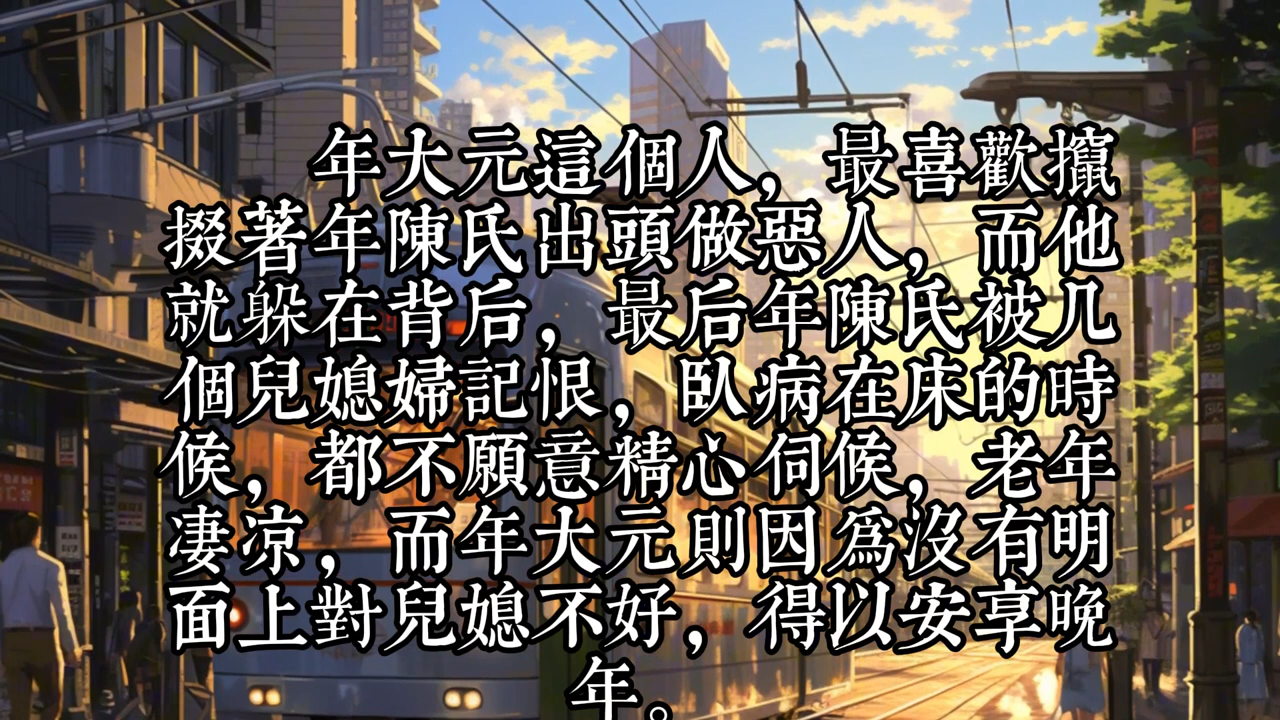 年大元這個人，最喜歡攛
掇著年陳氏出頭做惡人，而他
就躲在背后，最后年陳氏被几
個兒媳婦記恨，臥病在床的時
候，都不願意精心伺候，老年
凄凉，而年大元則因爲沒有明
面上對兒媳不好，得以安享晚
年。